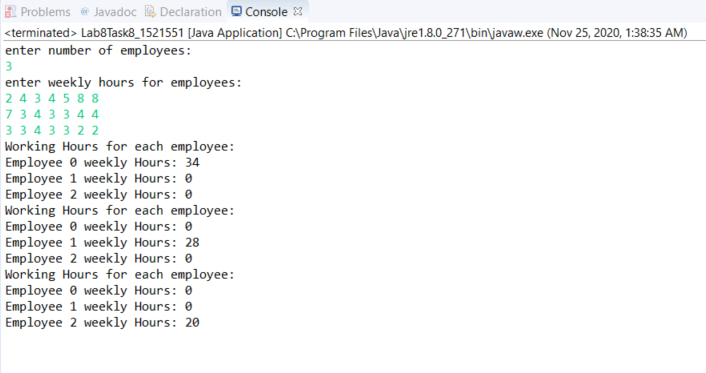 Problems @ Javadoc Declaration Console
<terminated> Lab8Task8_1521551 [Java Application] C:\Program Files\Java\jre1.8.0_271\bin\javaw.exe (Nov 25, 2020, 1:38:35 AM)
enter number of employees:
3
enter weekly hours for employees:
2 4 3 4 5 8 8
7 3 4 3 3 4 4
3 3 4 3 3 2 2
Working Hours for each employee:
Employee 0 weekly Hours: 34
Employee 1 weekly Hours: 0
Employee 2 weekly Hours: 0
Working Hours for each employee:
Employee 0 weekly Hours: 0
Employee 1 weekly Hours: 28
Employee 2 weekly Hours: 0
Working Hours for each employee:
Employee 0 weekly Hours: 0
Employee 1 weekly Hours: 0
Employee 2 weekly Hours: 20